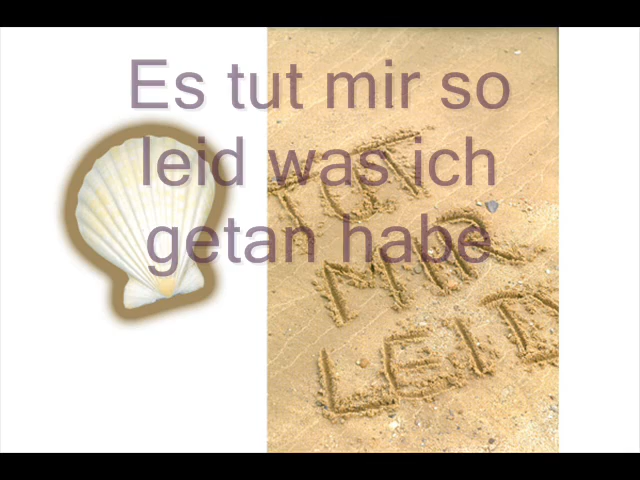 Es tut mir so
leid was ich
getan habe
TUT
MIR
LEID